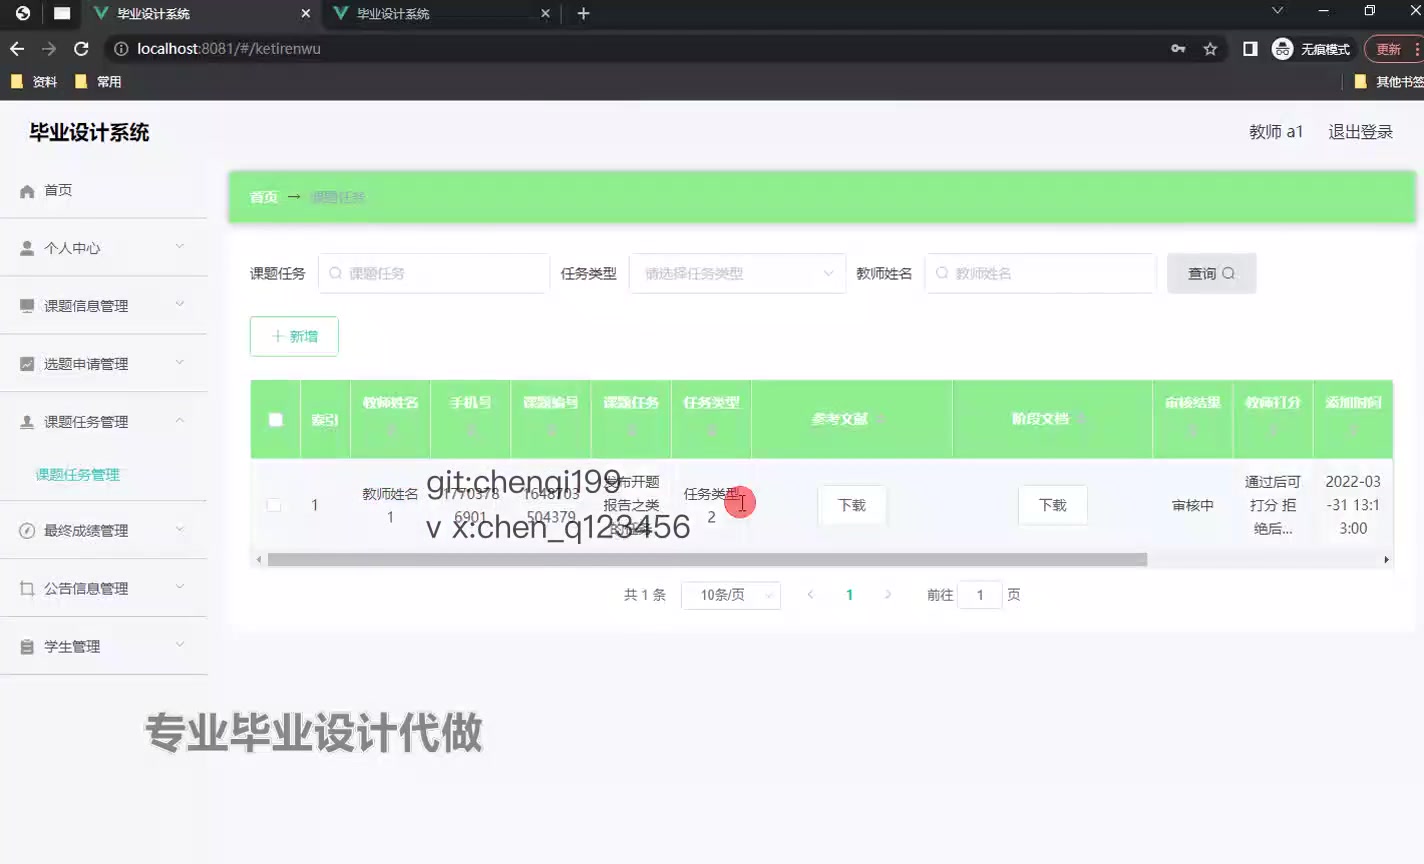 毕业设计系统
毕业设计系统
localhost:8081/#/ketirenwu
无痕模式
更新
资料
常用
其他书签
毕业设计系统
教师 a1
退出登录
首页
个人中心
课题信息管理
选题申请管理
课题任务管理
课题任务管理
最终成绩管理
公告信息管理
学生管理
首页 → 课题任务
课题任务 课题任务 任务类型 请选择任务类型 教师姓名 教师姓名 查询
+ 新增
索引 教师姓名 手机号 课题编号 课题任务 任务类型 参考文献 阶段文档 审核结果 教师打分 添加时间
1
教师姓名
1
1770378
6901
1648703
504379
发布开题
报告之类
任务类型
2
下载
下载
审核中
通过后可
打分 拒
绝后...
2022-03
-31 13:1
3:00
git:chenqi199
v x:chen_q123456
共 1 条 10条/页 1 前往 1 页
专业毕业设计代做